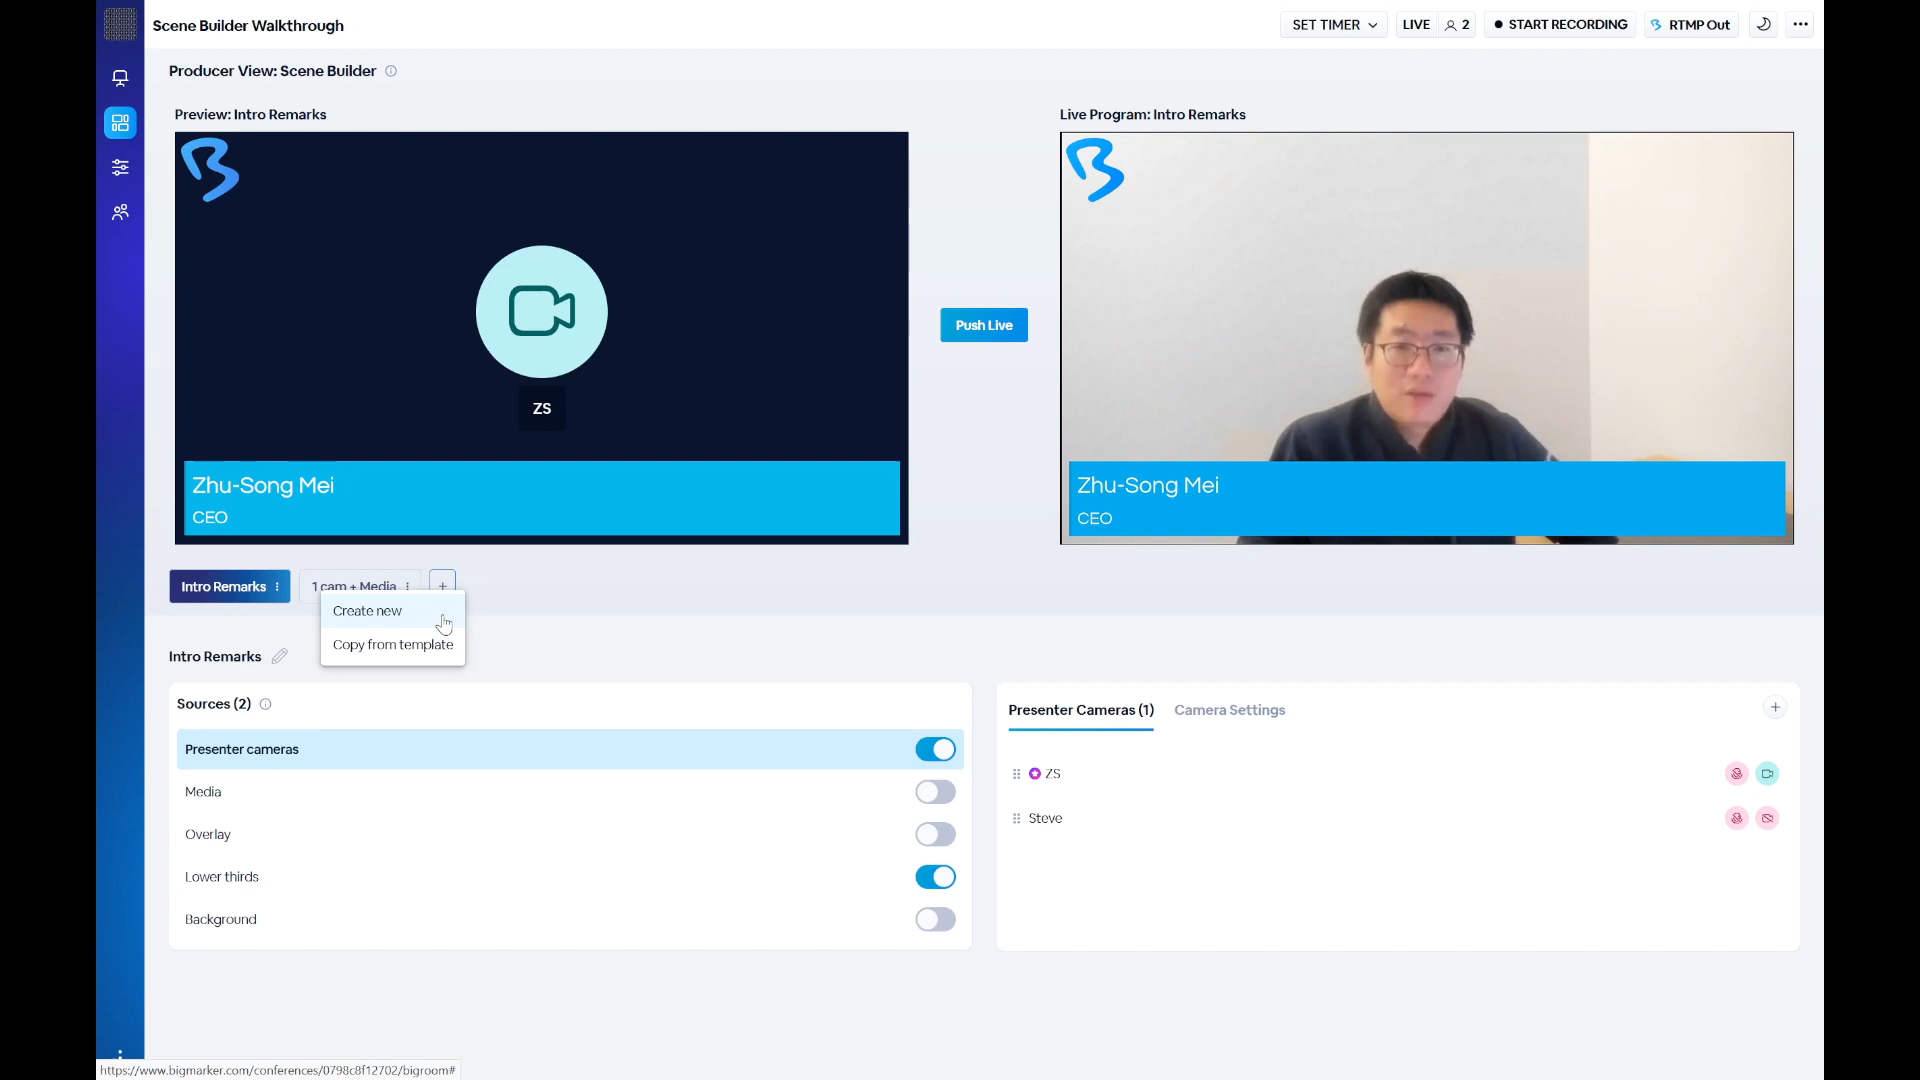 Scene Builder Walkthrough
SET TIMER
LIVE
2
START RECORDING
RTMP Out
Producer View: Scene Builder
Preview: Intro Remarks
Live Program: Intro Remarks
ZS
Zhu-Song Mei
CEO
Push Live
Zhu-Song Mei
CEO
Intro Remarks
1 cam + Media
+
Create new
Copy from template
Intro Remarks
Sources (2)
Presenter cameras
Media
Overlay
Lower thirds
Background
Presenter Cameras (1)
Camera Settings
+
ZS
Steve
https://www.bigmarker.com/conferences/0798c8f12702/bigroom#